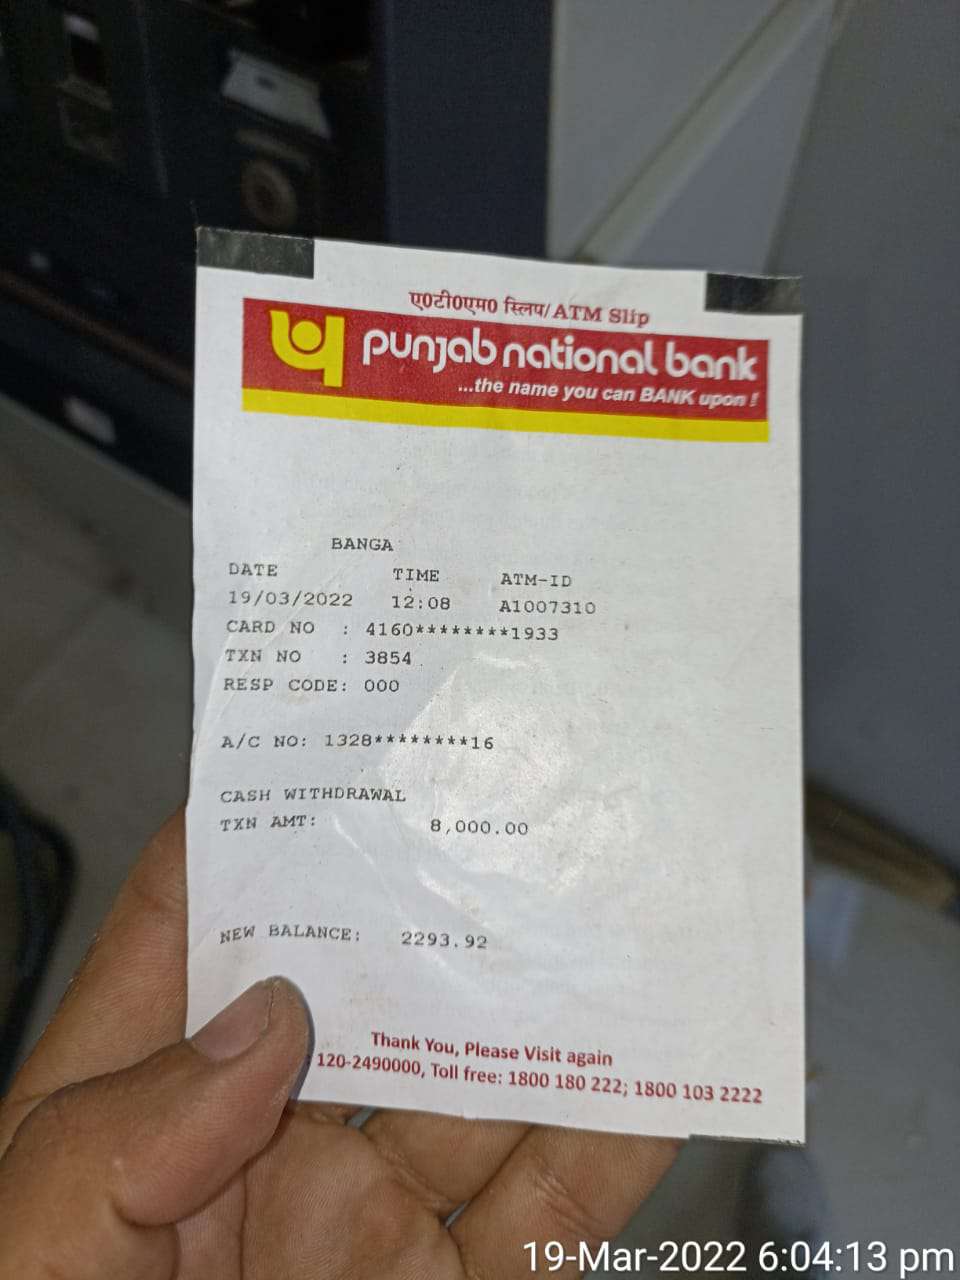 ए0टी0एम0 स्लिप/ATM Slip
punjab national bank
...the name you can BANK upon !
BANGA
DATE TIME ATM-ID
19/03/2022 12:08 A1007310
CARD NO : 4160********1933
TXN NO : 3854
RESP CODE: 000
A/C NO: 1328********16
CASH WITHDRAWAL
TXN AMT: 8,000.00
NEW BALANCE: 2293.92
Thank You, Please Visit again
120-2490000, Toll free: 1800 180 222; 1800 103 2222
19-Mar-2022 6:04:13 pm